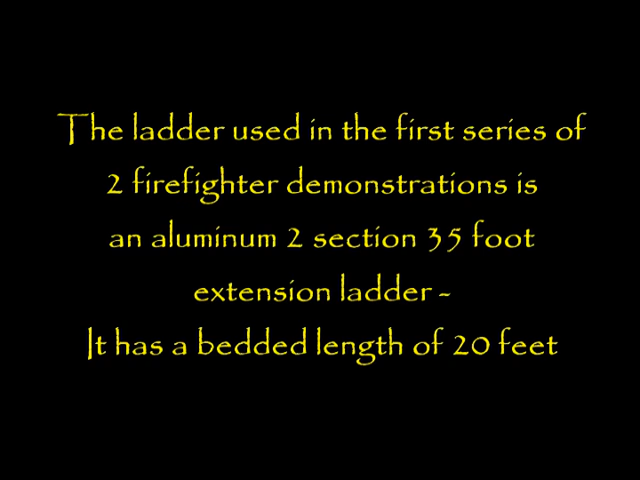 The ladder used in the first series of
2 firefighter demonstrations is
an aluminum 2 section 35 foot
extension ladder -
It has a bedded length of 20 feet